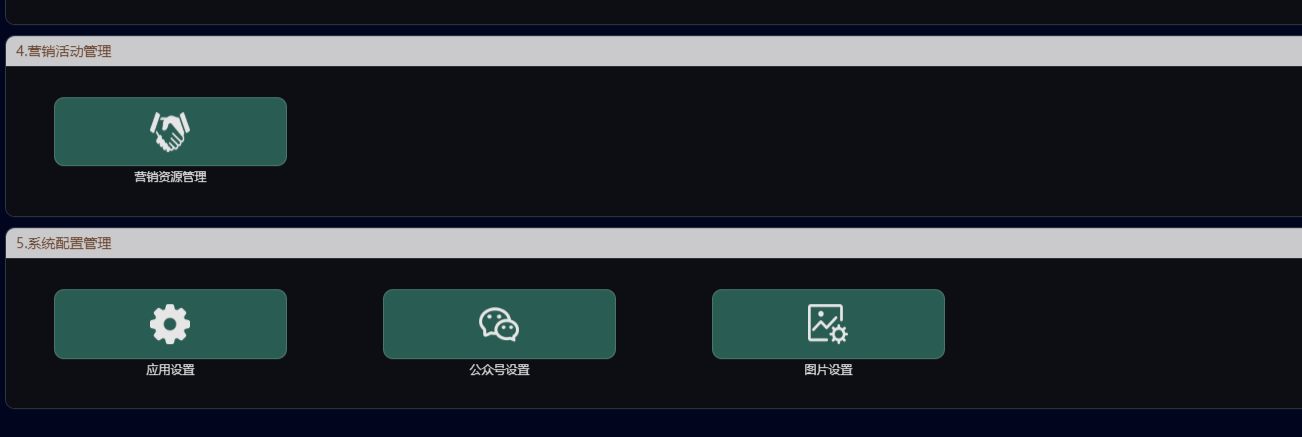 4.营销活动管理
营销资源管理
5.系统配置管理
应用设置
公众号设置
图片设置